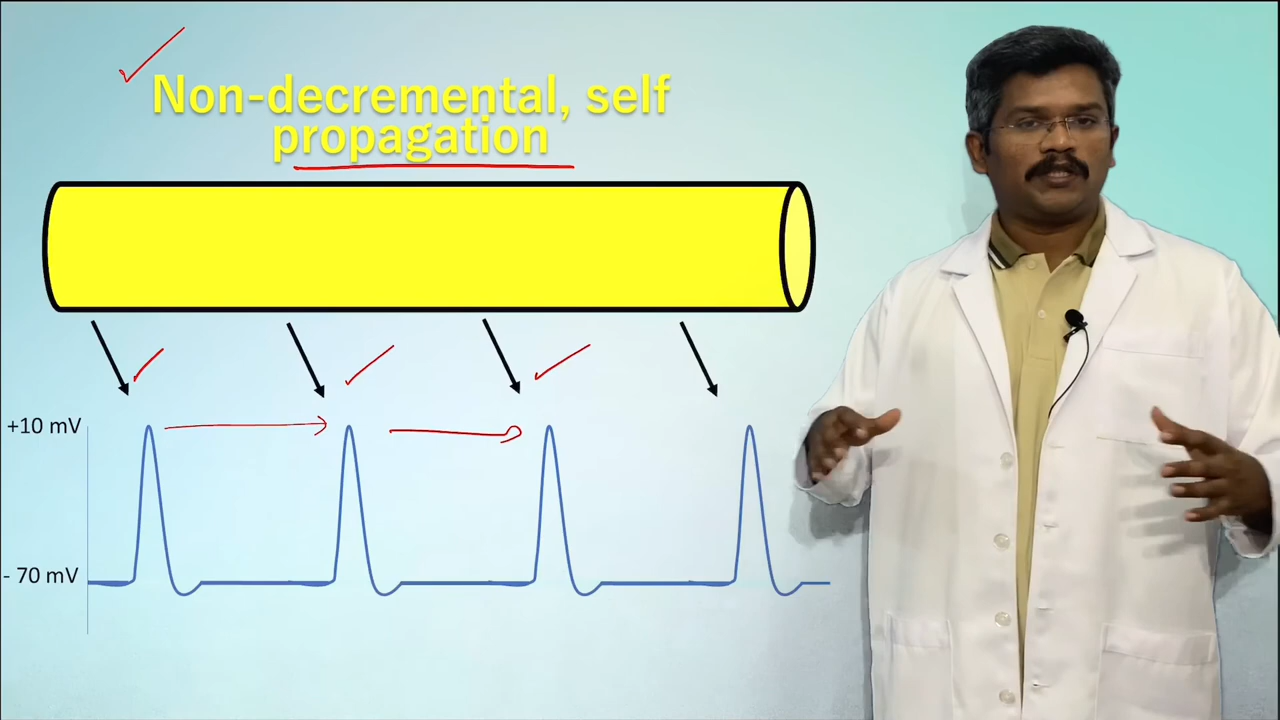 Non-decremental, self
propagation
+10 mV
- 70 mV